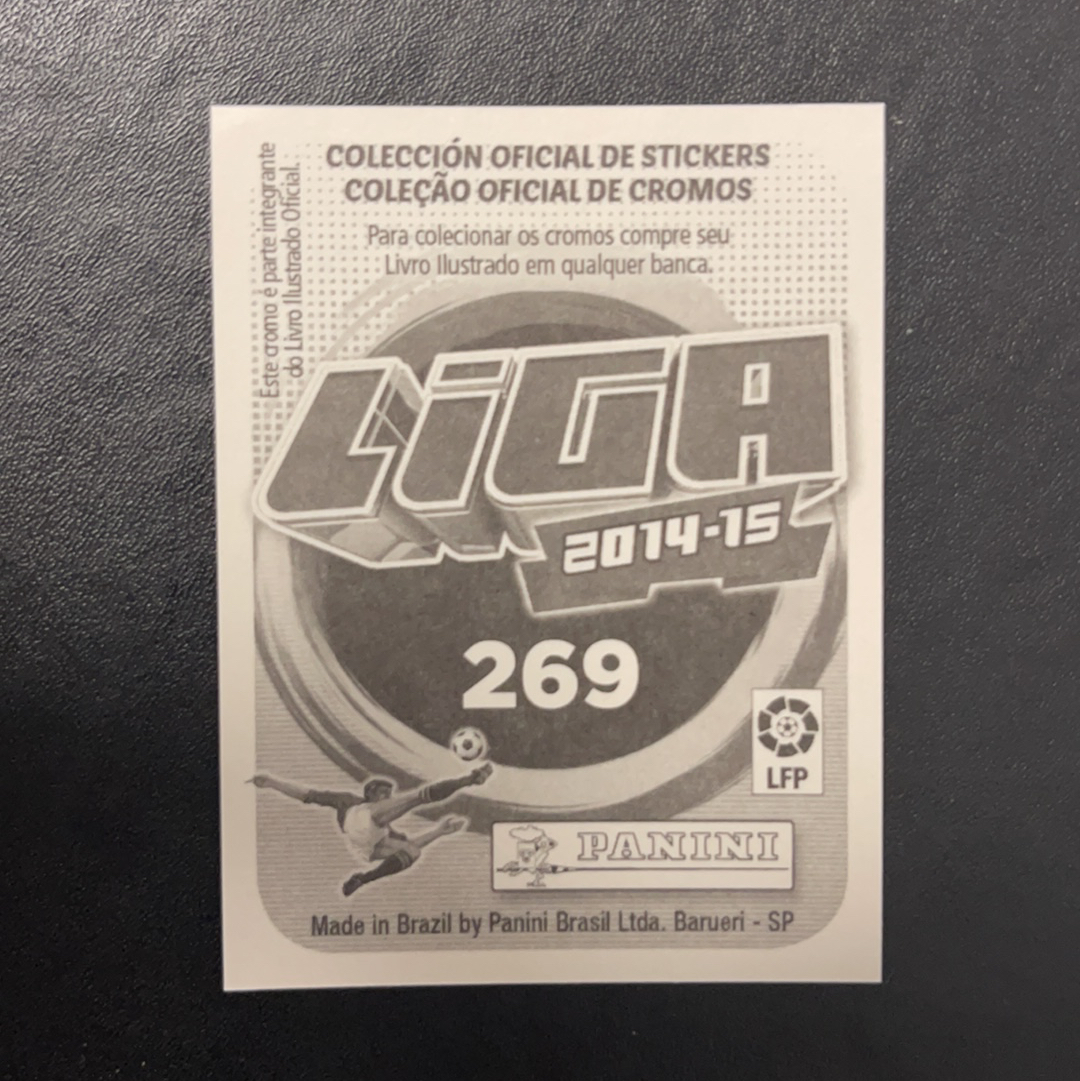 COLECCIÓN OFICIAL DE STICKERS
COLEÇÃO OFICIAL DE CROMOS
Para colecionar os cromos compre seu
Livro Ilustrado em qualquer banca.
Este cromo é parte integrante
do Livro Ilustrado Oficial.
LiGA
2014-15
269
LFP
PANINI
Made in Brazil by Panini Brasil Ltda. Barueri - SP